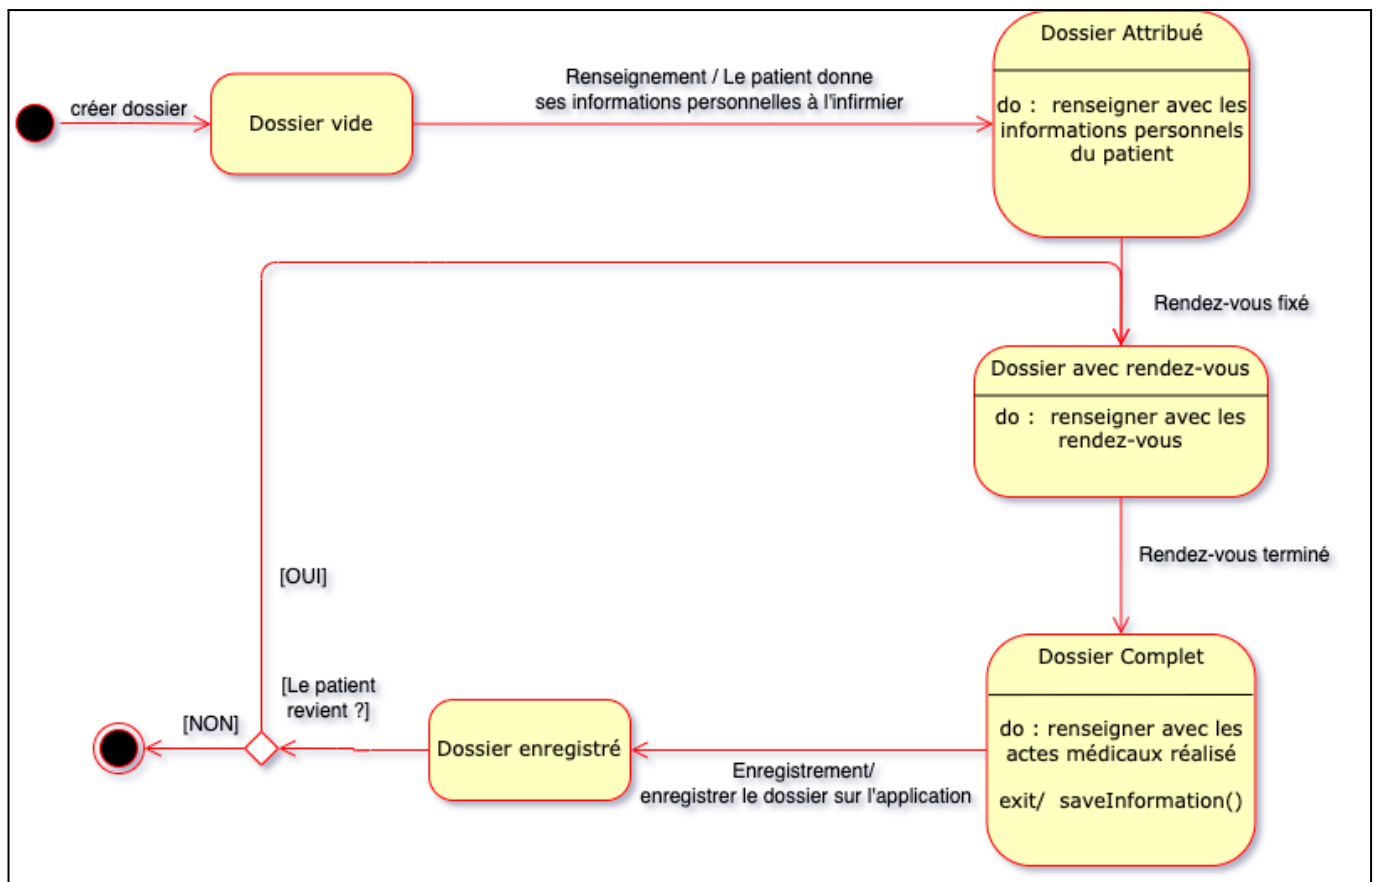 créer dossier
Dossier vide
Renseignement / Le patient donne
ses informations personnelles à l'infirmier
Dossier Attribué
do :  renseigner avec les
informations personnels
du patient
Rendez-vous fixé
Dossier avec rendez-vous
do :  renseigner avec les
rendez-vous
Rendez-vous terminé
Dossier Complet
do : renseigner avec les
actes médicaux réalisé
exit/  saveInformation()
Enregistrement/
enregistrer le dossier sur l'application
Dossier enregistré
[Le patient
revient ?]
[OUI]
[NON]